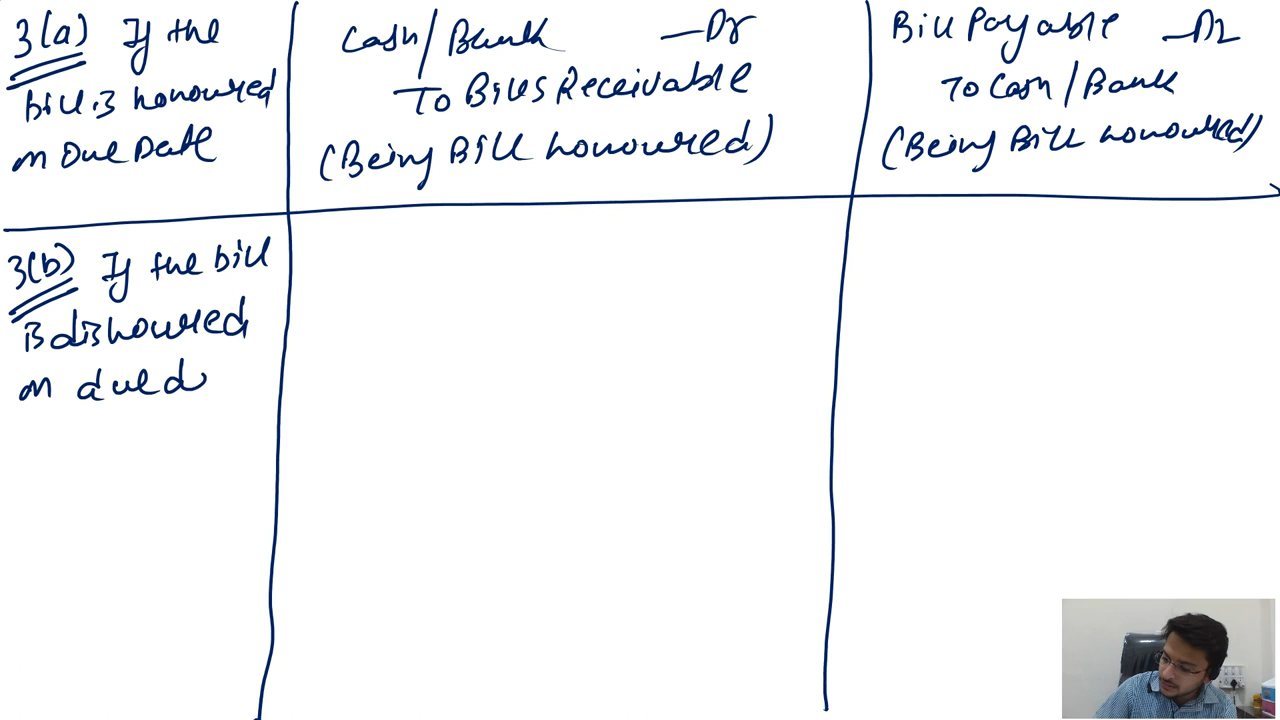 3(a) If the
bill is honoured
on Due Date
Cash/Bank —Dr
To Bills Receivable
(Being Bill honoured)
Bill Payable —Dr
To Cash/Bank
(Being Bill honoured)
3(b) If the bill
is dishoured
on due d